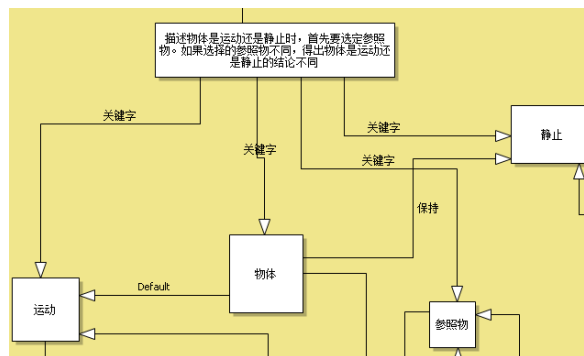 描述物体是运动还是静止时，首先要选定参照
物。如果选择的参照物不同，得出物体是运动还
是静止的结论不同
关键字
关键字
关键字
关键字
静止
保持
物体
Default
运动
参照物